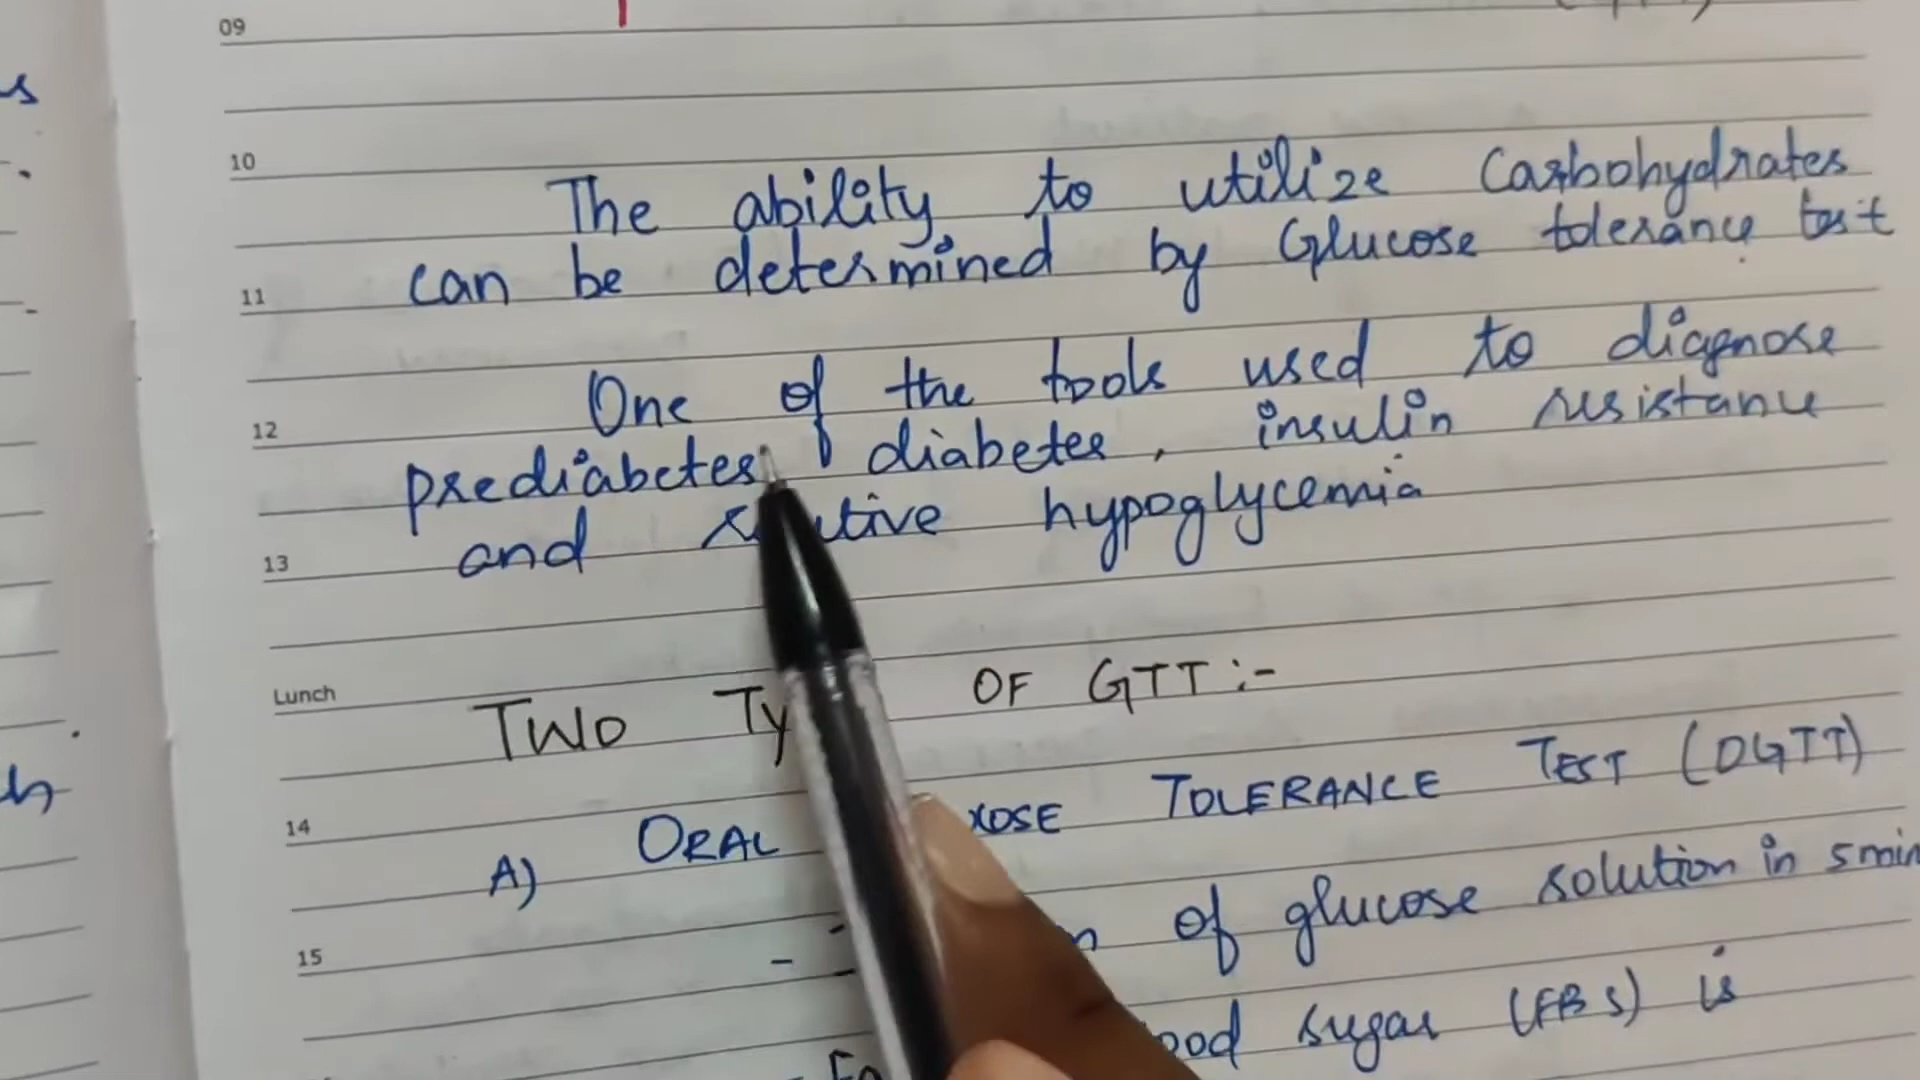 09
10
The ability to utilize Carbohydrates
can be determined by Glucose tolerance test
11
One of the tools used to diagnose
12
prediabetes diabetes, insulin resistance
and hypoglycemia
13
Lunch
TWO OF GTT :-
14
A) ORAL TOLERANCE TEST (OGTT)
of glucose solution in 5 min
15
sugar (FBS) is